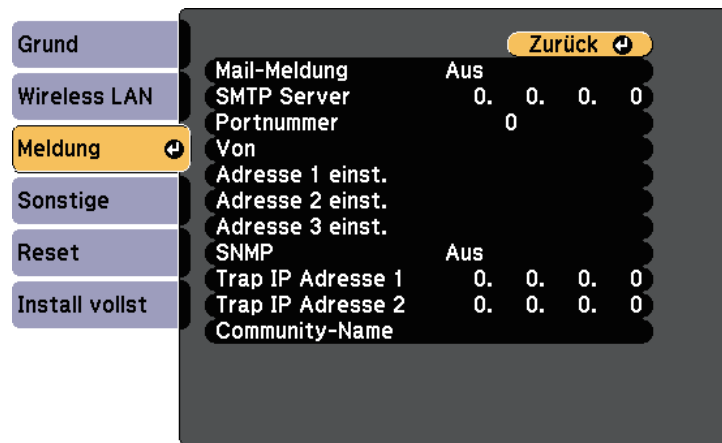 Grund
Wireless LAN
Meldung
Sonstige
Reset
Install vollst
Zurück
Mail-Meldung Aus
SMTP Server 0. 0. 0. 0
Portnummer 0
Von
Adresse 1 einst.
Adresse 2 einst.
Adresse 3 einst.
SNMP Aus
Trap IP Adresse 1 0. 0. 0. 0
Trap IP Adresse 2 0. 0. 0. 0
Community-Name